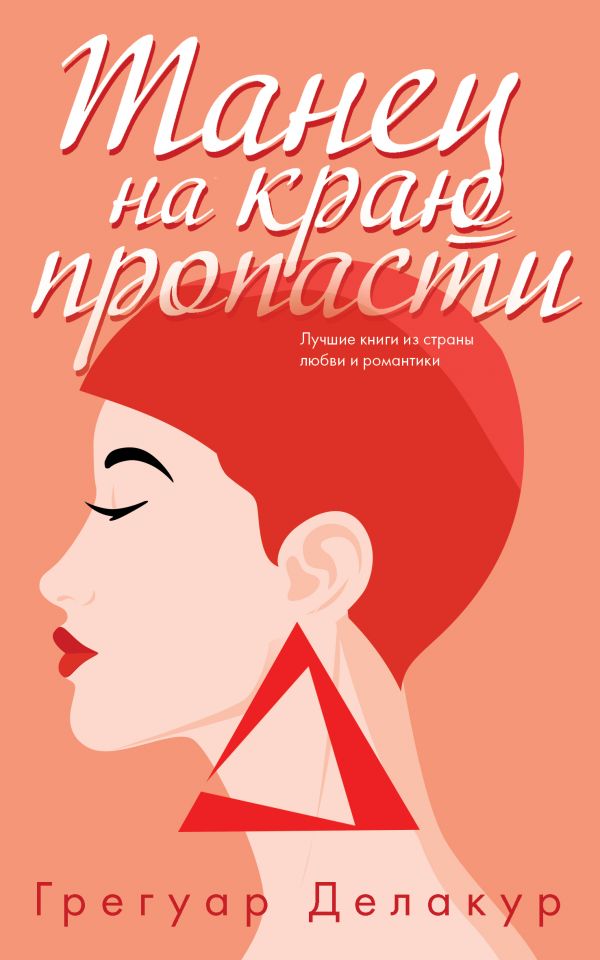 Танец
на краю
пропасти
Лучшие книги из страны
любви и романтики
Грегуар Делакур